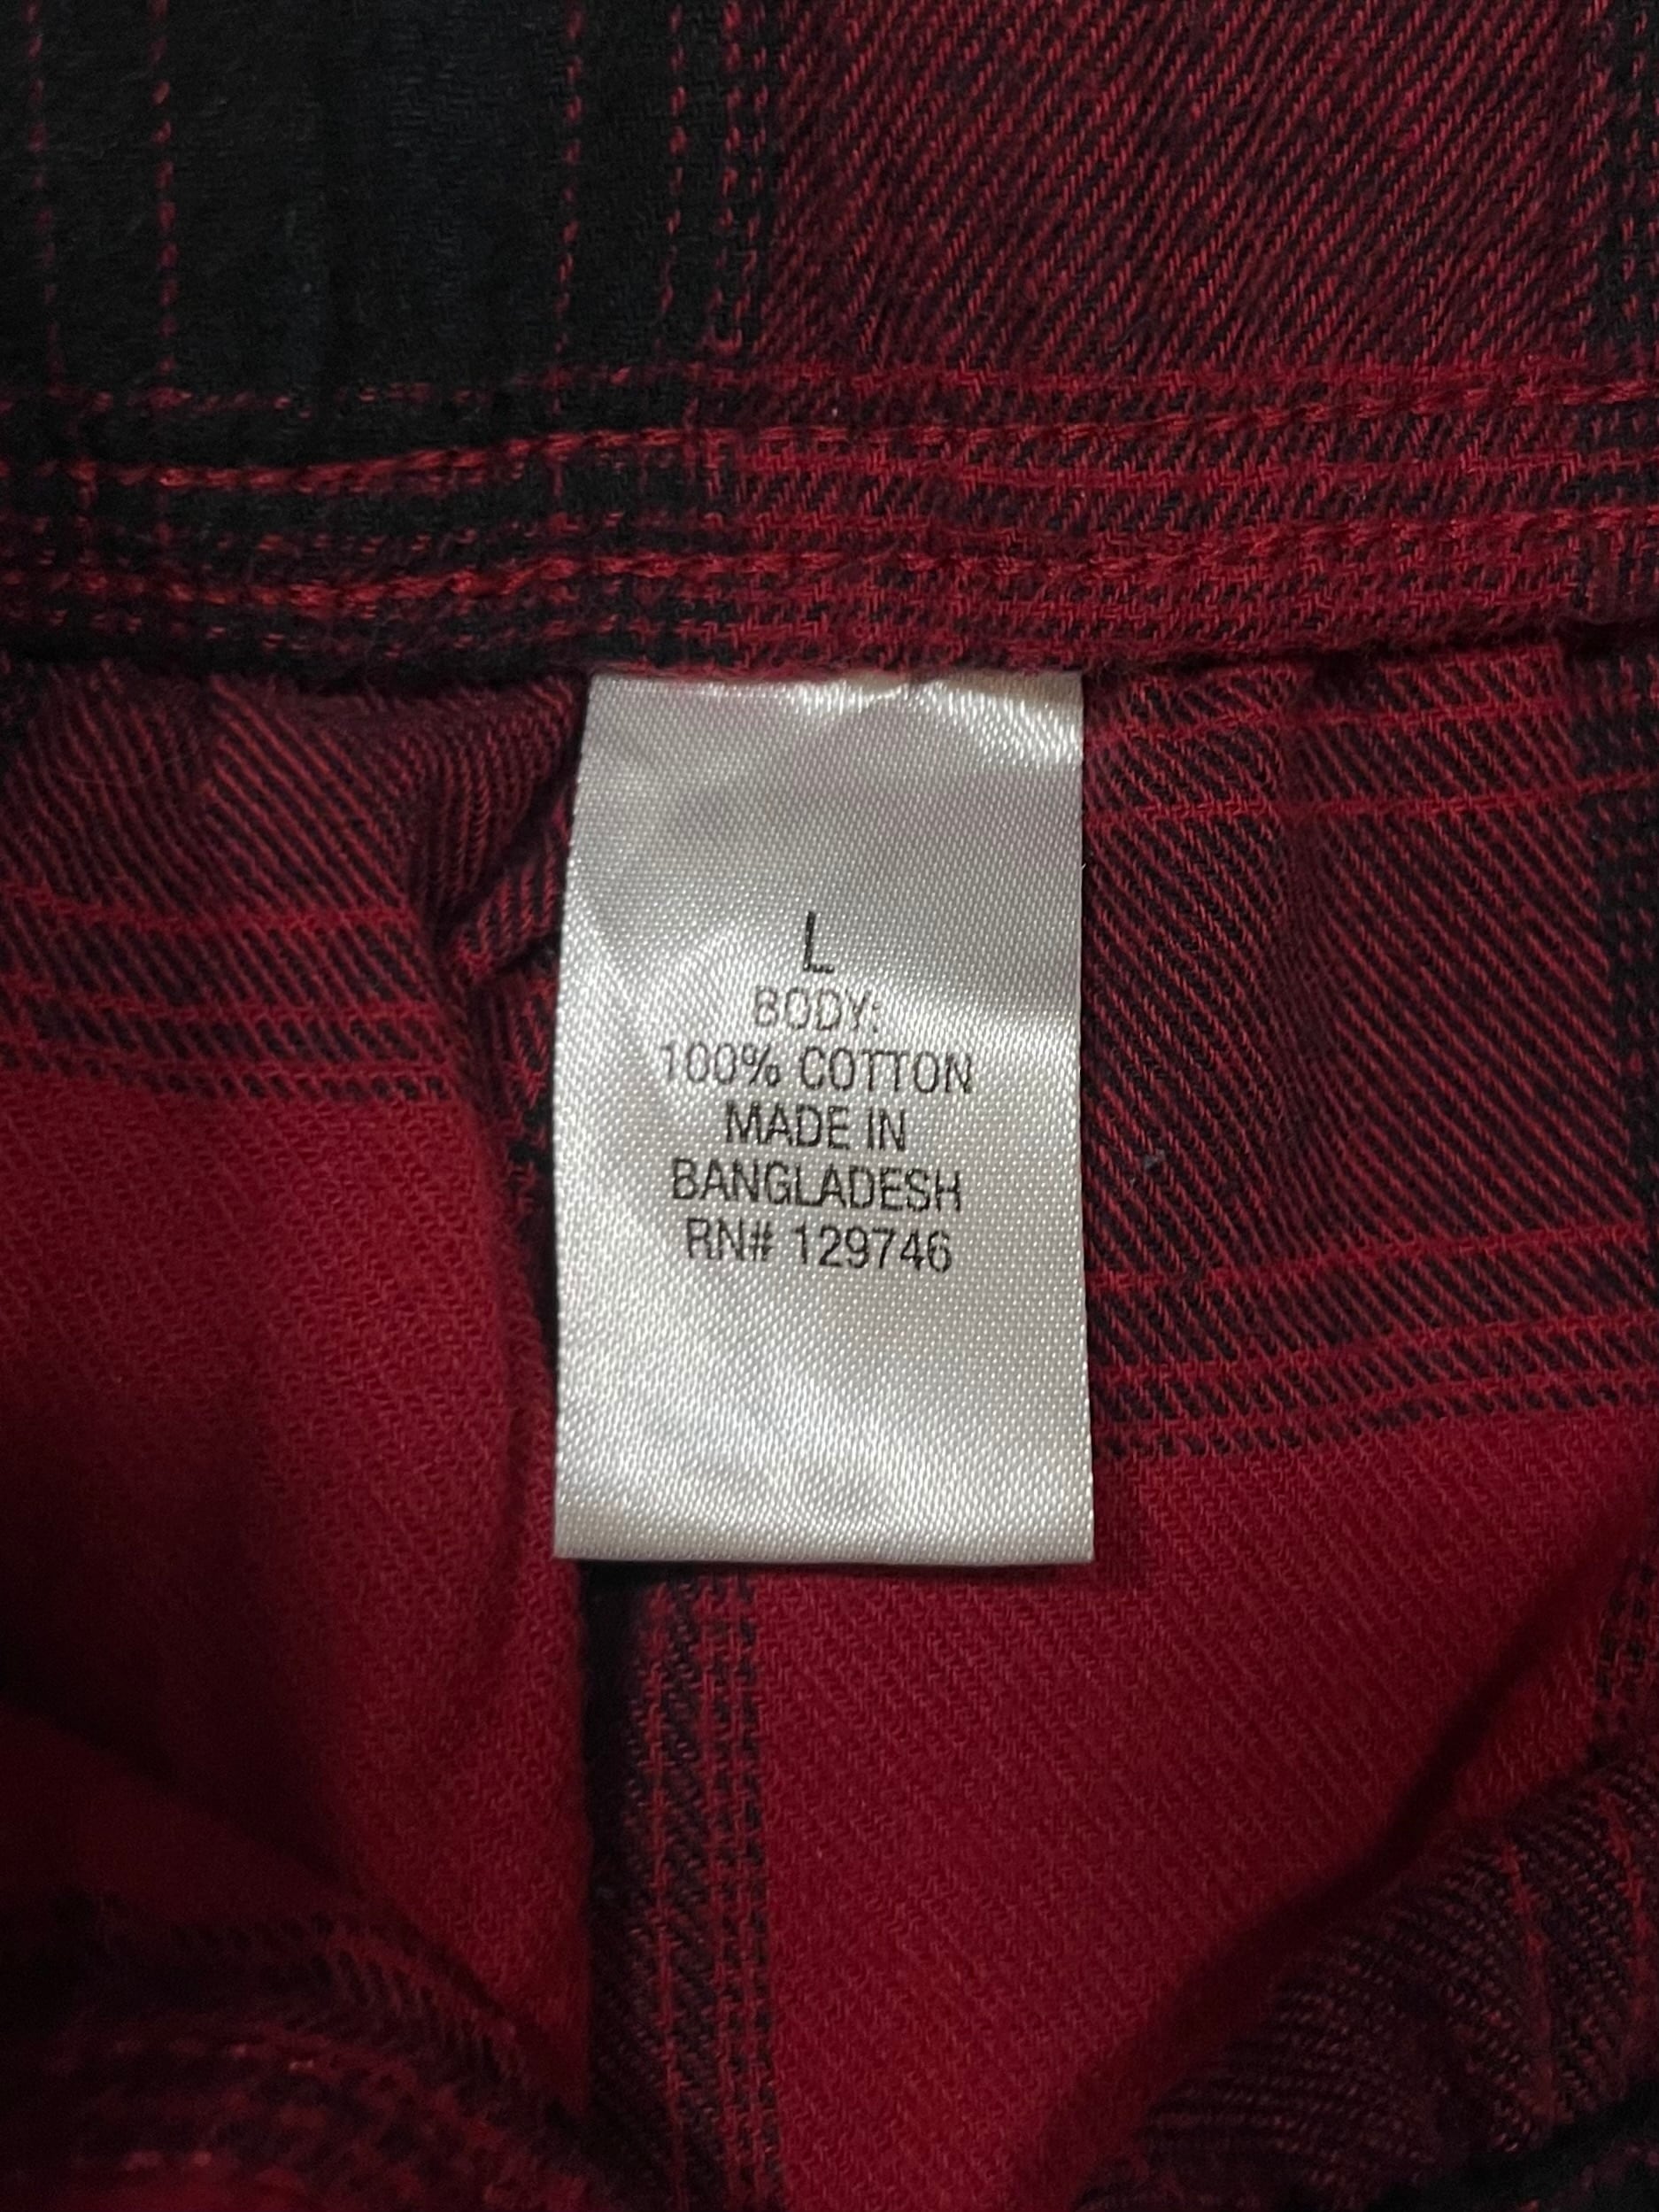 L
BODY:
100% COTTON
MADE IN
BANGLADESH
RN# 129746